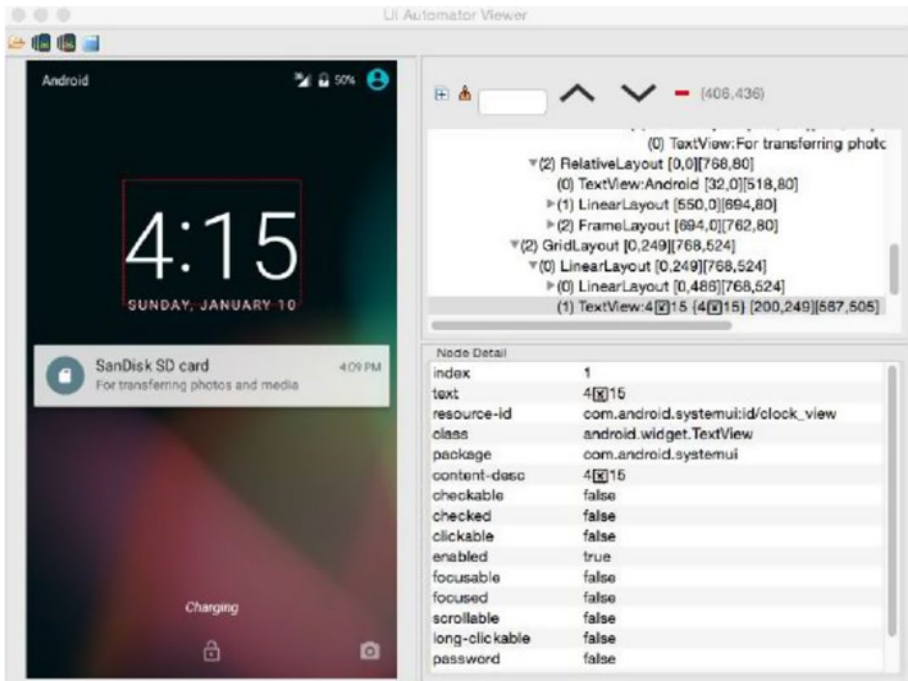 UI Automator Viewer
Android
50%
4:15
SUNDAY, JANUARY 10
SanDisk SD card
4:09 PM
For transferring photos and media
Charging
(406,436)
(0) TextView:For transferring photc
(2) RelativeLayout [0,0][768,80]
(0) TextView:Android [32,0][518,80]
(1) LinearLayout [550,0][694,80]
(2) FrameLayout [694,0][762,80]
(2) GridLayout [0,249][768,524]
(0) LinearLayout [0,249][768,524]
(0) LinearLayout [0,486][768,524]
(1) TextView:4☒15 {4☒15} [200,249][567,505]
Node Detail
index 1
text 4☒15
resource-id com.android.systemui:id/clock_view
class android.widget.TextView
package com.android.systemui
content-desc 4☒15
checkable false
checked false
clickable false
enabled true
focusable false
focused false
scrollable false
long-clickable false
password false